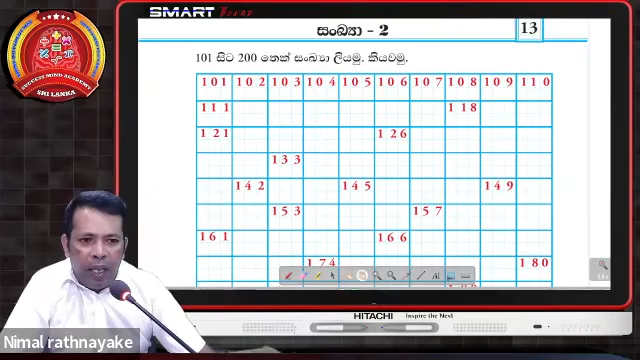 SMART Board
සංඛ්‍යා - 2
13
101 සිට 200 තෙක් සංඛ්‍යා ලියමු. කියවමු.
101 102 103 104 105 106 107 108 109 110
111 118
121 126
133
142 145 149
153 157
161 166
174 180
SUCCESS MIND ACADEMY
SRI LANKA
HITACHI Inspire the Next
Nimal rathnayake